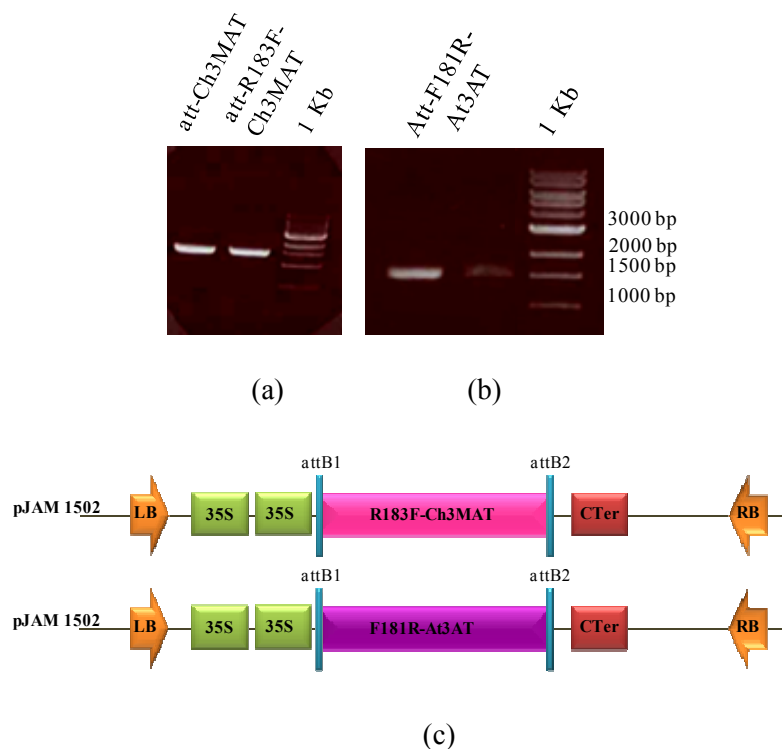 att-Ch3MAT
att-R183F-
Ch3MAT
1 Kb
Att-F181R-
At3AT
1 Kb
3000 bp
2000 bp
1500 bp
1000 bp
(a)
(b)
attB1
attB2
pJAM 1502
LB
35S
35S
R183F-Ch3MAT
CTer
RB
attB1
attB2
pJAM 1502
LB
35S
35S
F181R-At3AT
CTer
RB
(c)